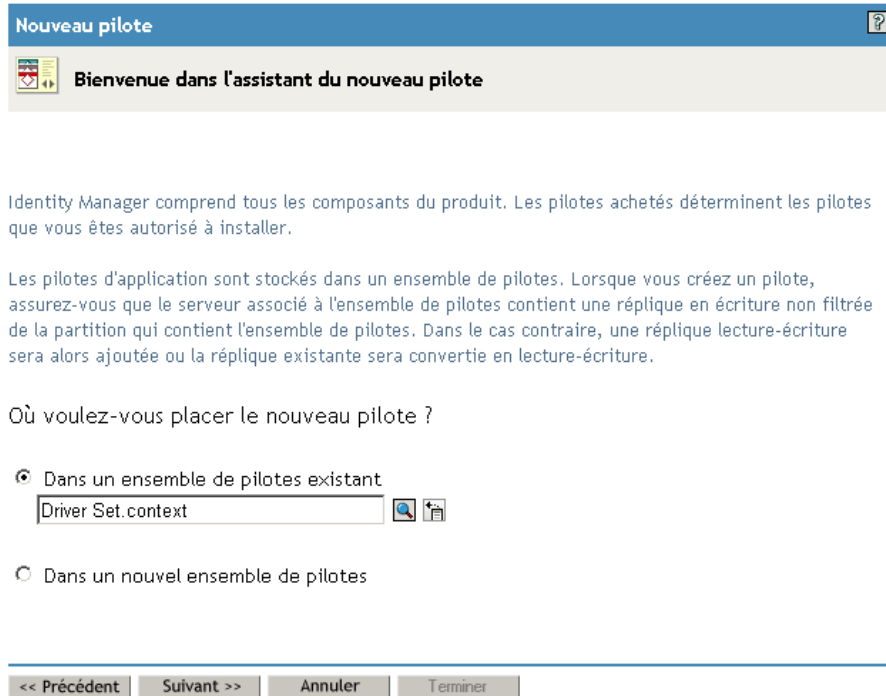 Nouveau pilote
?
Bienvenue dans l'assistant du nouveau pilote
Identity Manager comprend tous les composants du produit. Les pilotes achetés déterminent les pilotes
que vous êtes autorisé à installer.
Les pilotes d'application sont stockés dans un ensemble de pilotes. Lorsque vous créez un pilote,
assurez-vous que le serveur associé à l'ensemble de pilotes contient une réplique en écriture non filtrée
de la partition qui contient l'ensemble de pilotes. Dans le cas contraire, une réplique lecture-écriture
sera alors ajoutée ou la réplique existante sera convertie en lecture-écriture.
Où voulez-vous placer le nouveau pilote ?
Dans un ensemble de pilotes existant
Driver Set.context
Dans un nouvel ensemble de pilotes
<< Précédent Suivant >> Annuler Terminer